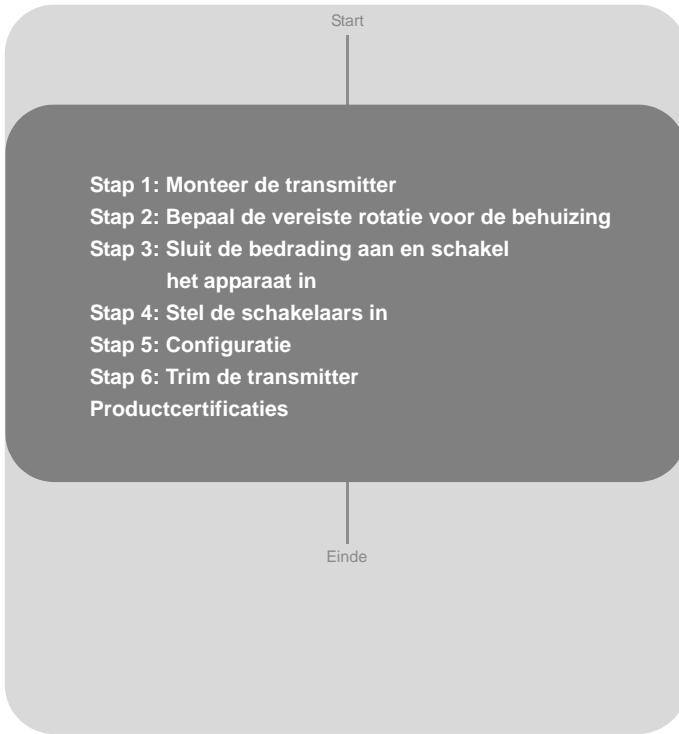 Start
Stap 1: Monteer de transmitter
Stap 2: Bepaal de vereiste rotatie voor de behuizing
Stap 3: Sluit de bedrading aan en schakel
het apparaat in
Stap 4: Stel de schakelaars in
Stap 5: Configuratie
Stap 6: Trim de transmitter
Productcertificaties
Einde